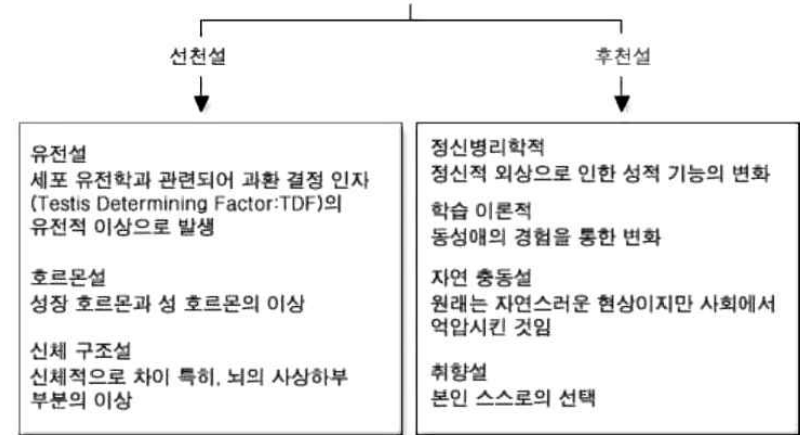 선천설
후천설
유전설
세포 유전학과 관련되어 과환 결정 인자
(Testis Determining Factor:TDF)의
유전적 이상으로 발생
호르몬설
성장 호르몬과 성 호르몬의 이상
신체 구조설
신체적으로 차이 특히, 뇌의 사상하부
부분의 이상
정신병리학적
정신적 외상으로 인한 성적 기능의 변화
학습 이론적
동성애의 경험을 통한 변화
자연 충동설
원래는 자연스러운 현상이지만 사회에서
억압시킨 것임
취향설
본인 스스로의 선택